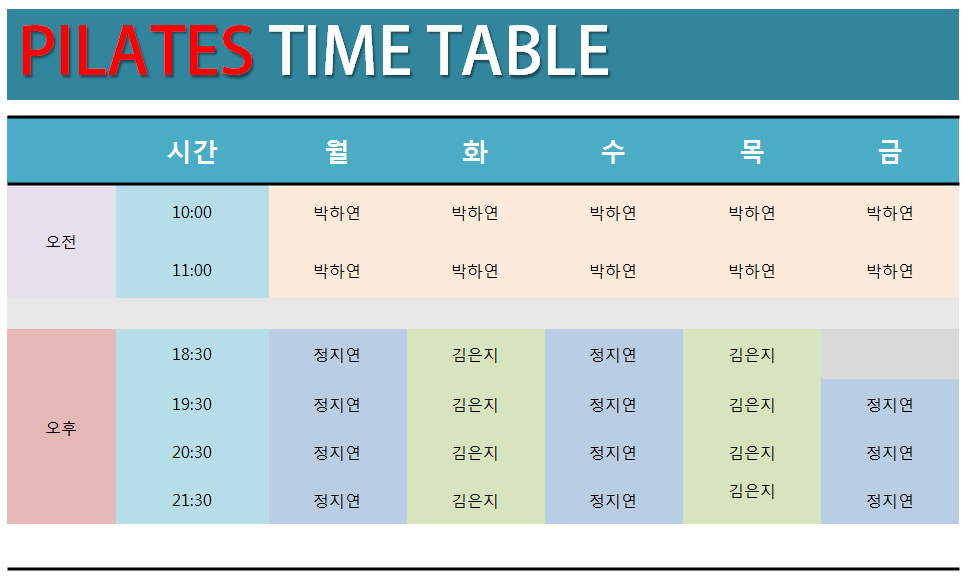 PILATES TIME TABLE
시간 월 화 수 목 금
10:00 박하연 박하연 박하연 박하연 박하연
오전
11:00 박하연 박하연 박하연 박하연 박하연
18:30 정지연 김은지 정지연 김은지
19:30 정지연 김은지 정지연 김은지 정지연
오후
20:30 정지연 김은지 정지연 김은지 정지연
21:30 정지연 김은지 정지연 김은지 정지연